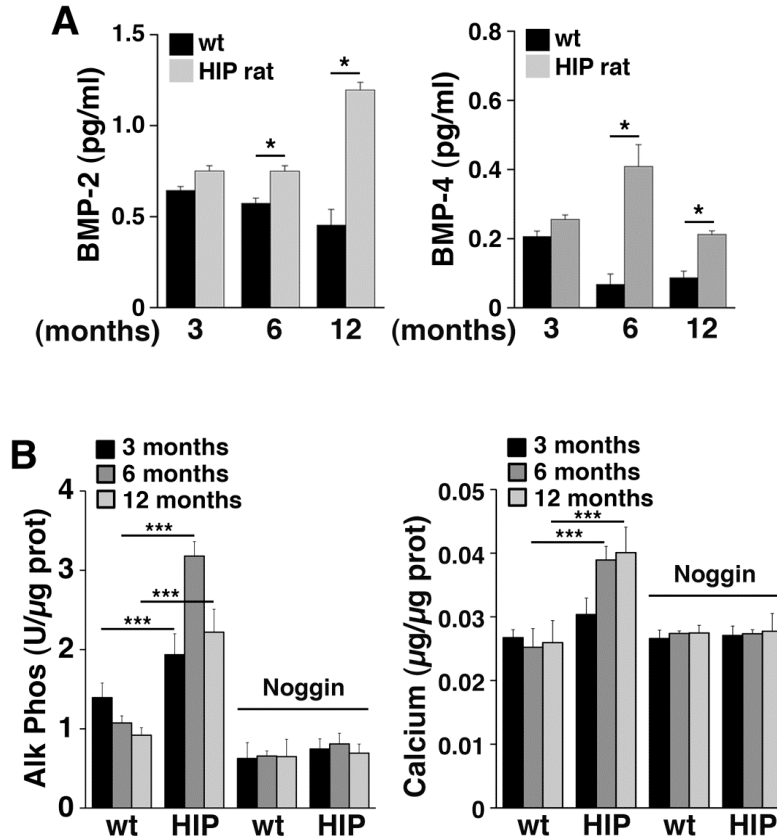 A
BMP-2 (pg/ml)
1.5
1.0
0.5
0
wt
HIP rat
*
*
(months) 3 6 12
BMP-4 (pg/ml)
0.8
0.6
0.4
0.2
0
wt
HIP rat
*
*
(months) 3 6 12
B
3 months
6 months
12 months
Alk Phos (U/µg prot)
4
3
2
1
0
***
***
***
Noggin
wt HIP wt HIP
3 months
6 months
12 months
Calcium (µg/µg prot)
0.05
0.04
0.03
0.02
0.01
0
***
***
Noggin
wt HIP wt HIP